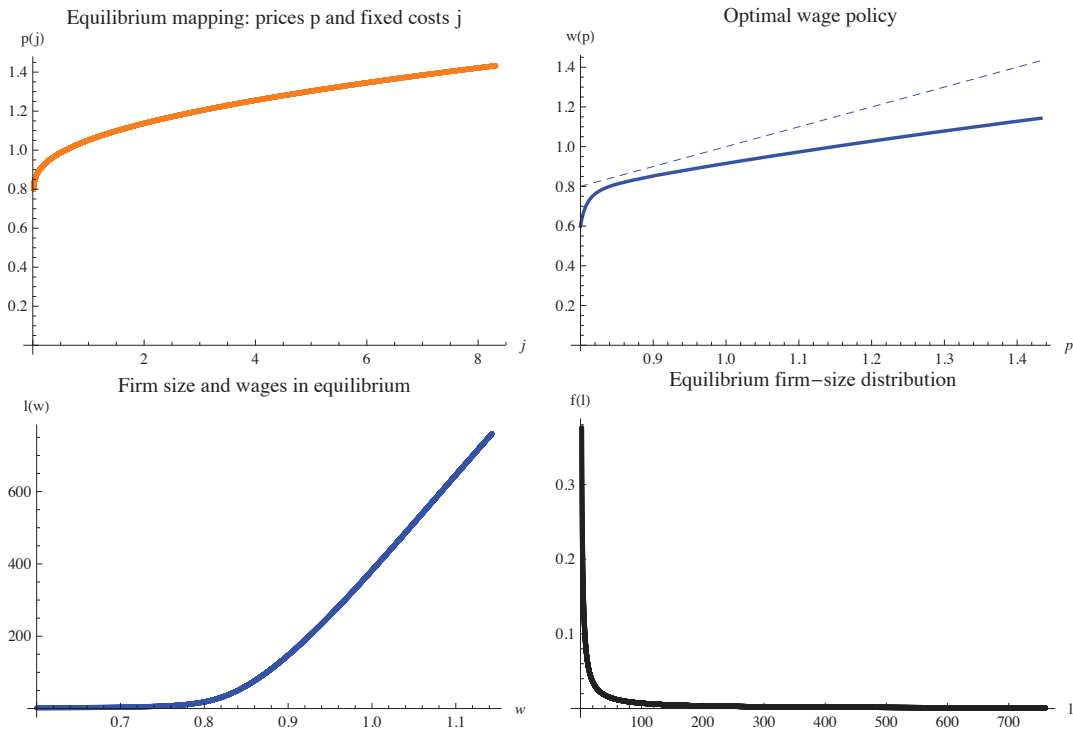 Equilibrium mapping: prices p and fixed costs j
p(j)
1.4
1.2
1.0
0.8
0.6
0.4
0.2
2 4 6 8 j
Optimal wage policy
w(p)
1.4
1.2
1.0
0.8
0.6
0.4
0.2
0.9 1.0 1.1 1.2 1.3 1.4 p
Firm size and wages in equilibrium
l(w)
600
400
200
0.7 0.8 0.9 1.0 1.1 w
Equilibrium firm−size distribution
f(l)
0.3
0.2
0.1
100 200 300 400 500 600 700 l